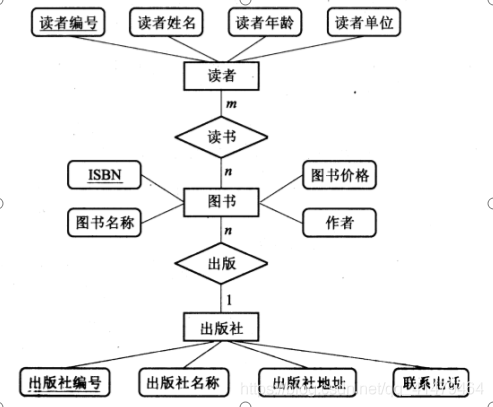 读者编号 读者姓名 读者年龄 读者单位
读者
m
读书
n
ISBN 图书价格
图书
图书名称 作者
n
出版
1
出版社
出版社编号 出版社名称 出版社地址 联系电话